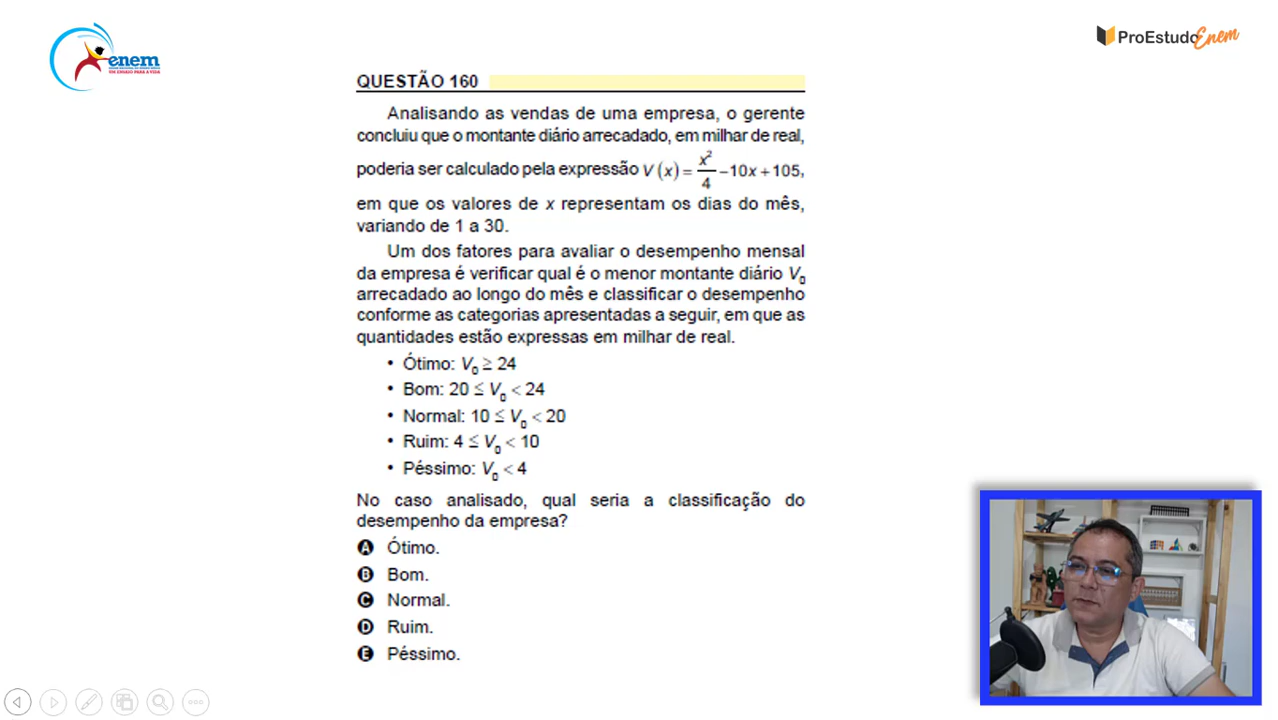 enem
UM ENSAIO PARA A VIDA
ProEstudo Enem
QUESTÃO 160
Analisando as vendas de uma empresa, o gerente
concluiu que o montante diário arrecadado, em milhar de real,
poderia ser calculado pela expressão V(x) = x²/4 − 10x + 105,
em que os valores de x representam os dias do mês,
variando de 1 a 30.
Um dos fatores para avaliar o desempenho mensal
da empresa é verificar qual é o menor montante diário V₀
arrecadado ao longo do mês e classificar o desempenho
conforme as categorias apresentadas a seguir, em que as
quantidades estão expressas em milhar de real.
• Ótimo: V₀ ≥ 24
• Bom: 20 ≤ V₀ < 24
• Normal: 10 ≤ V₀ < 20
• Ruim: 4 ≤ V₀ < 10
• Péssimo: V₀ < 4
No caso analisado, qual seria a classificação do
desempenho da empresa?
A Ótimo.
B Bom.
C Normal.
D Ruim.
E Péssimo.